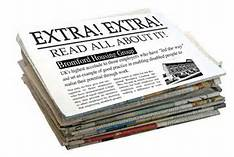 EXTRA! EXTRA!
READ ALL ABOUT IT!
Bromford Housing Group
UK's highest accolade to those employers who have "led the way"
and set an example of good practice in enabling disabled people to
realise their potential through work.